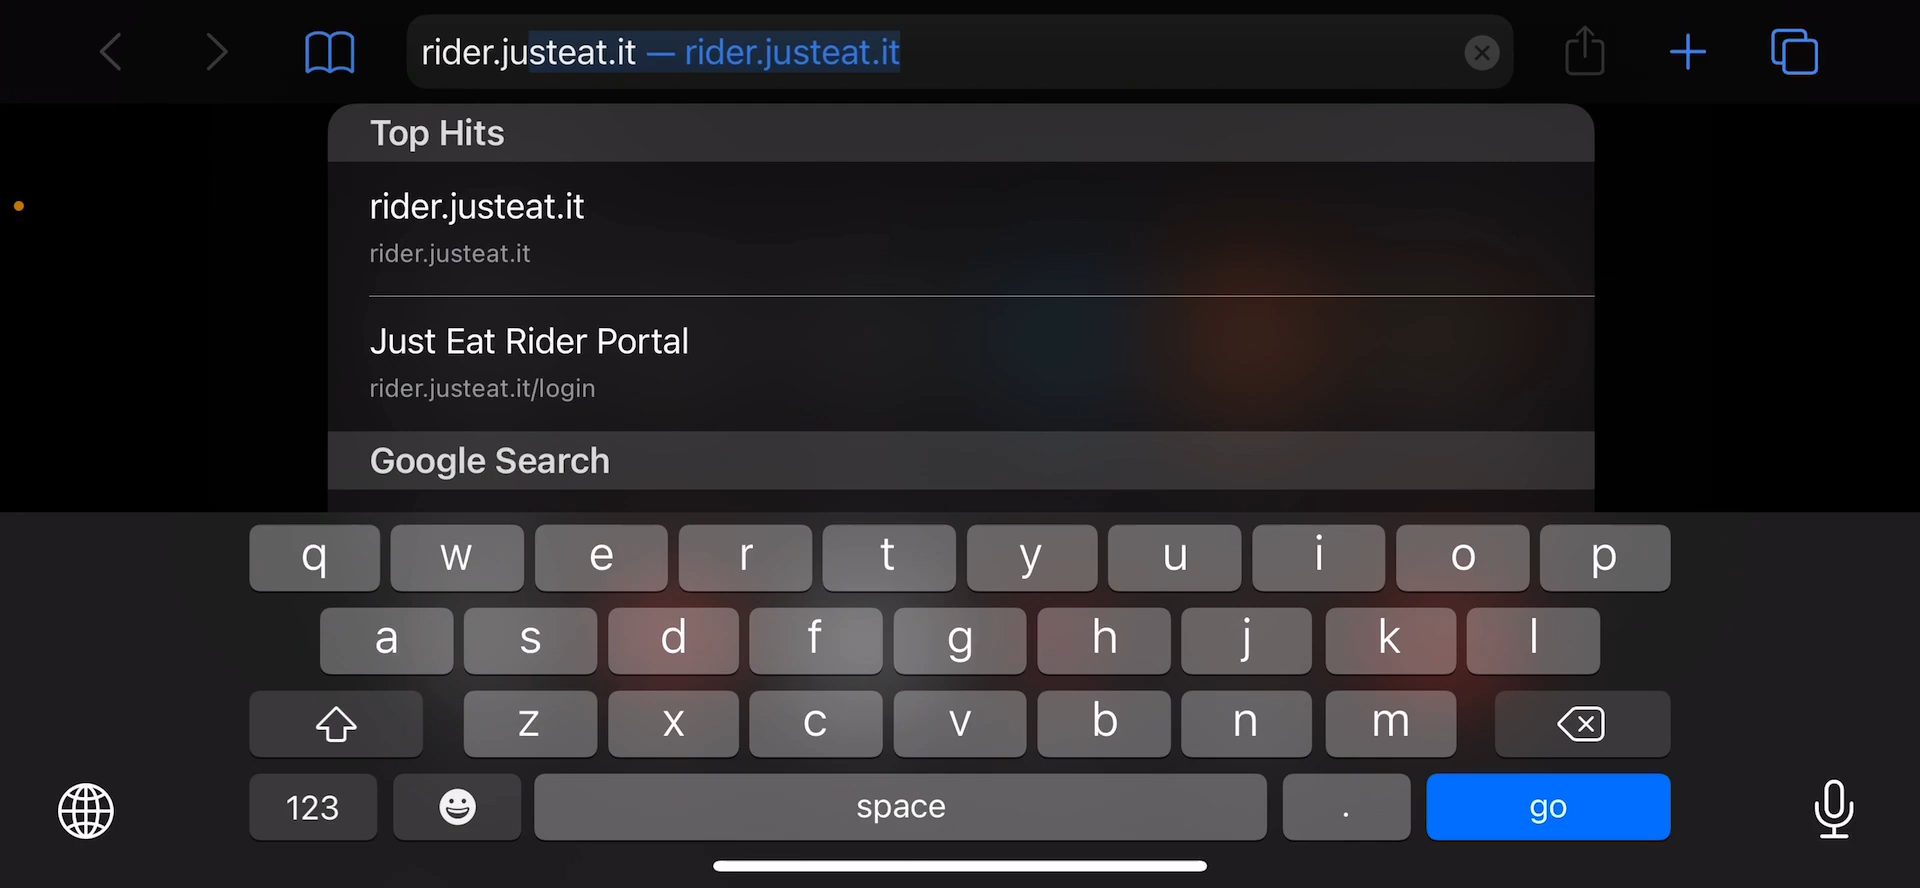 rider.justeat.it — rider.justeat.it
Top Hits
rider.justeat.it
rider.justeat.it
Just Eat Rider Portal
rider.justeat.it/login
Google Search
q w e r t y u i o p
a s d f g h j k l
z x c v b n m
123 space . go